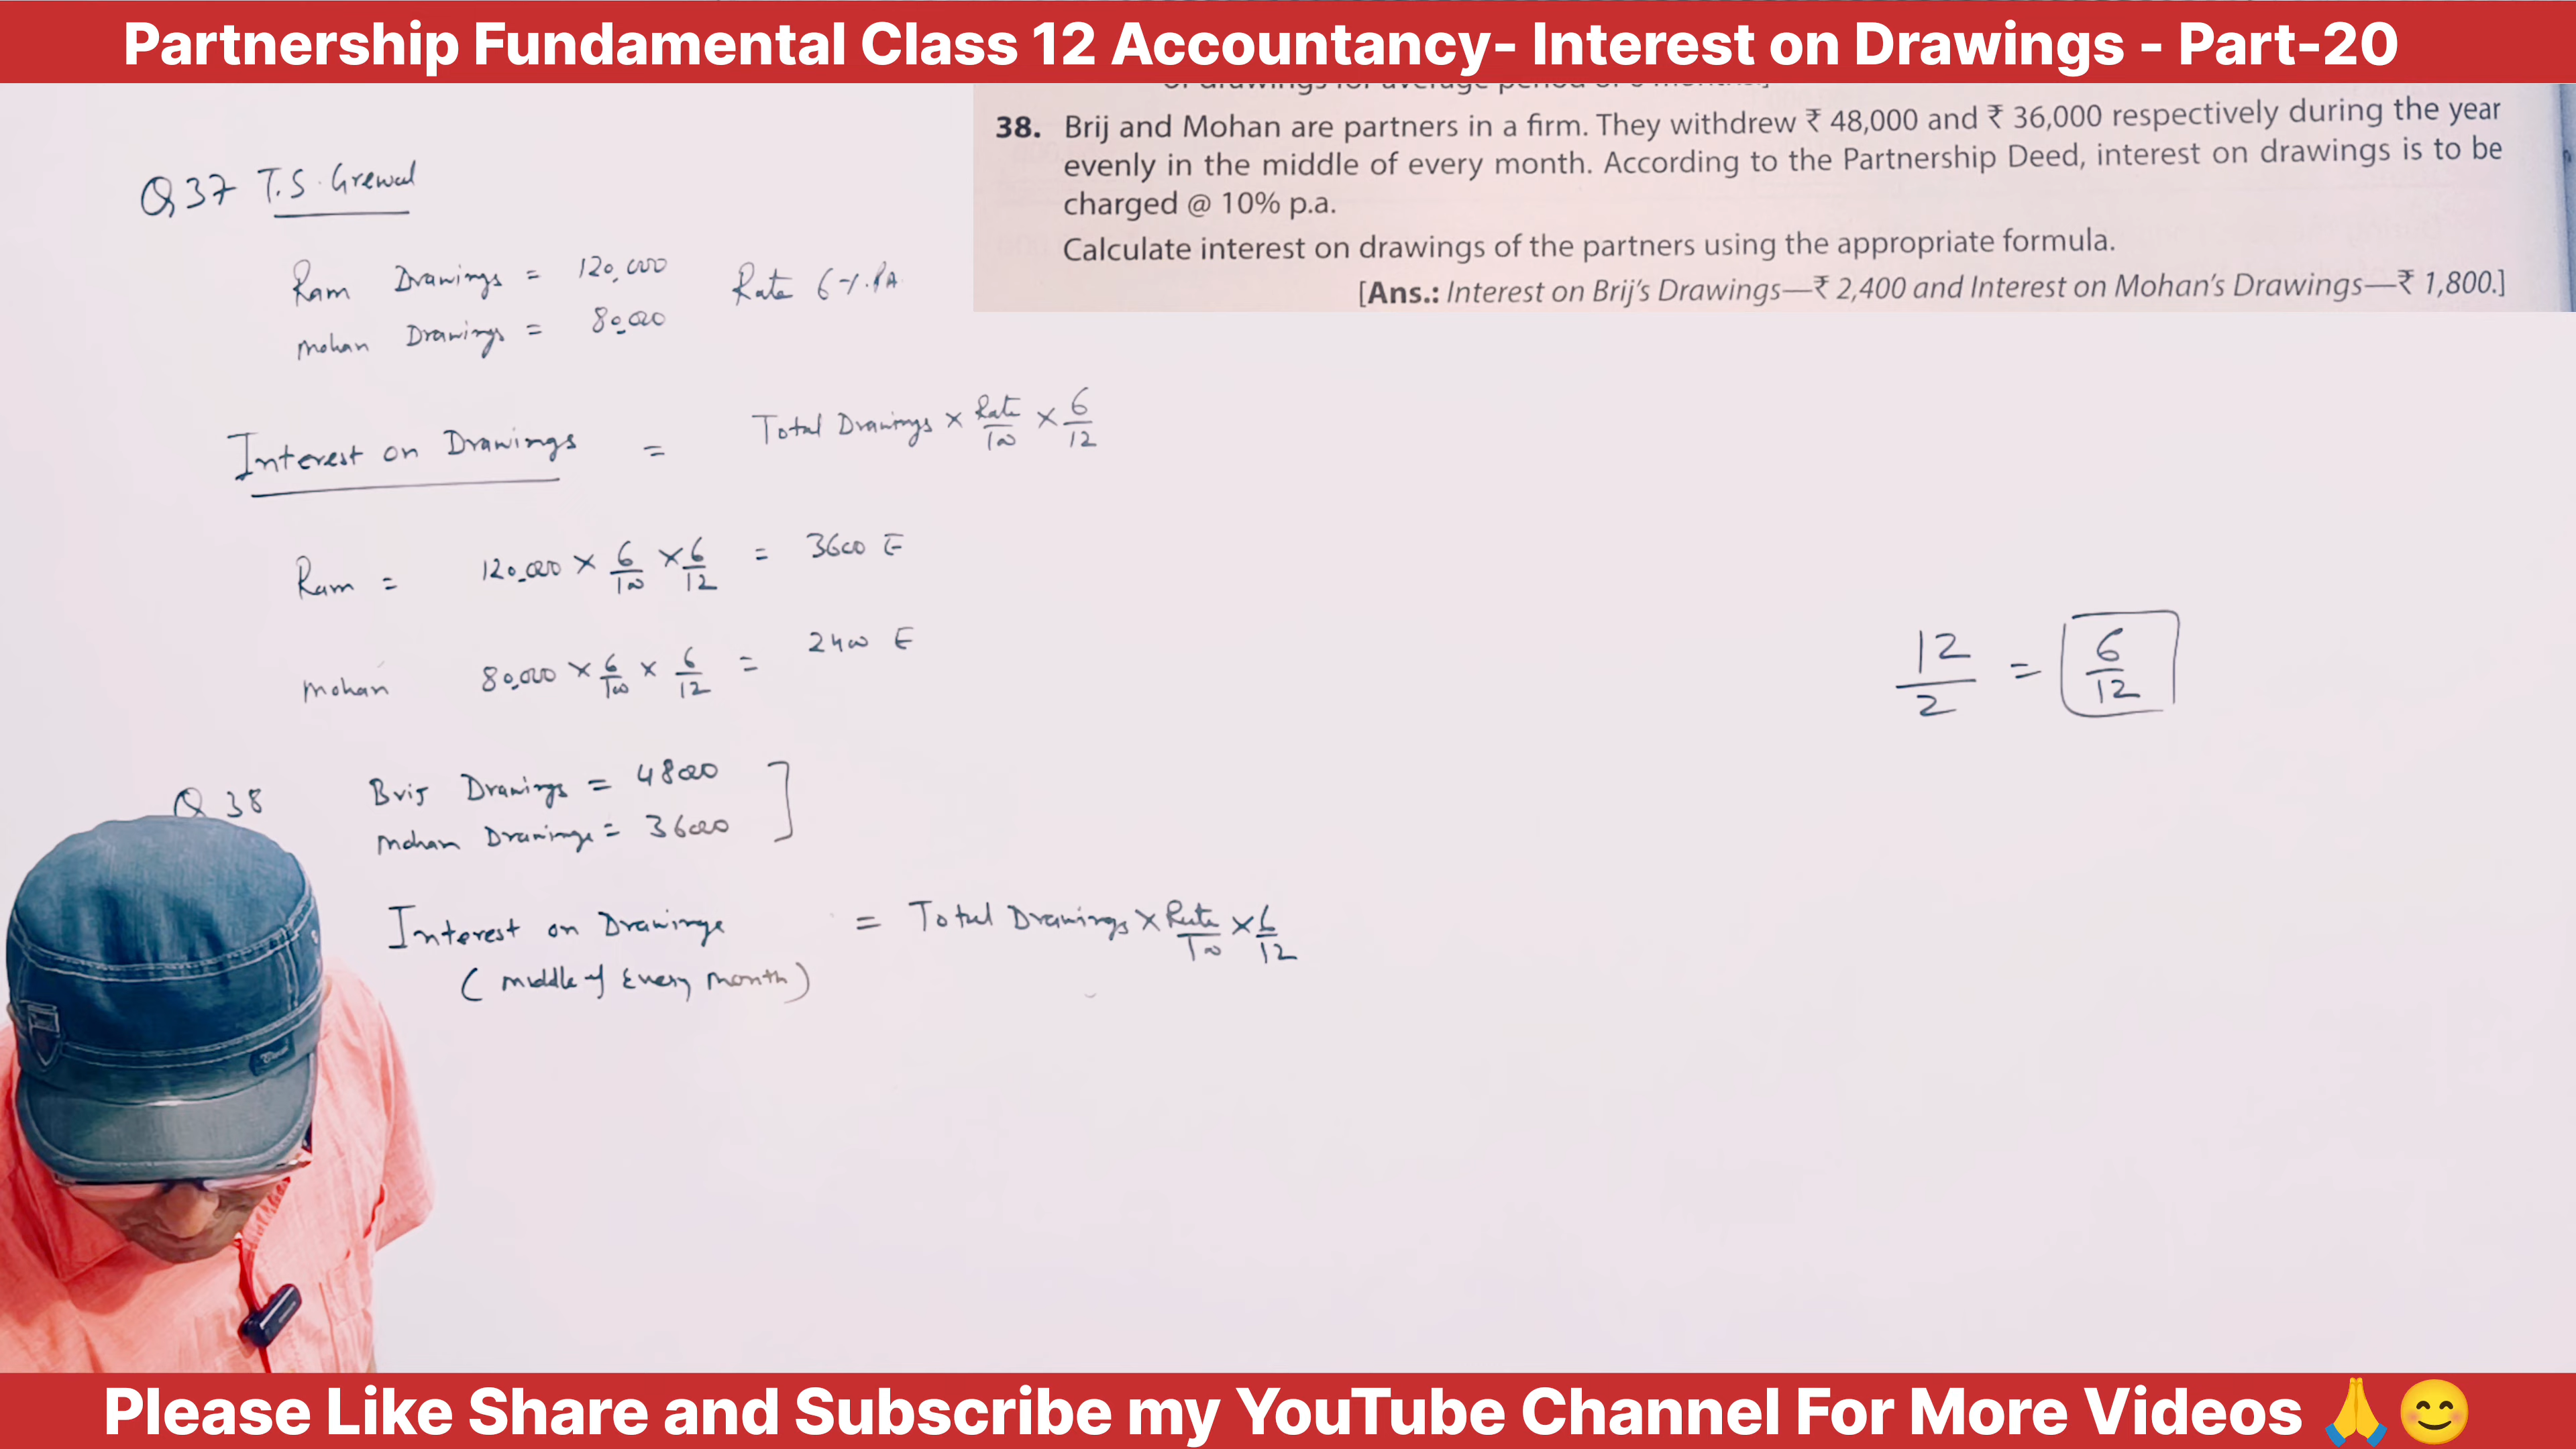 Partnership Fundamental Class 12 Accountancy- Interest on Drawings - Part-20
38. Brij and Mohan are partners in a firm. They withdrew ₹ 48,000 and ₹ 36,000 respectively during the year
evenly in the middle of every month. According to the Partnership Deed, interest on drawings is to be
charged @ 10% p.a.
Calculate interest on drawings of the partners using the appropriate formula.
[Ans.: Interest on Brij's Drawings—₹ 2,400 and Interest on Mohan's Drawings—₹ 1,800.]
Q37 T.S. Grewal
Ram Drawings = 120,000 Rate 6%.PA
Mohan Drawings = 80,000
Interest on Drawings = Total Drawings × Rate/100 × 6/12
Ram = 120,000 × 6/100 × 6/12 = 3600 E
Mohan 80,000 × 6/100 × 6/12 = 2400 E
12/2 = 6/12
Q 38 Brij Drawings = 48000 ]
Mohan Drawings = 36000
Interest on Drawings = Total Drawings × Rate/100 × 6/12
(middle of Every month)
Please Like Share and Subscribe my YouTube Channel For More Videos 🙏😊